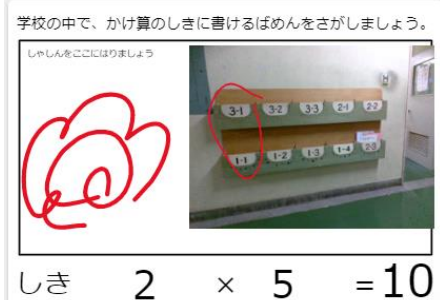 学校の中で、かけ算のしきに書けるばめんをさがしましょう。
しゃしんをここにはりましょう
3-1 3-2 3-3 2-1 2-2
1-1 1-2 1-3 1-4 2-3
しき 2 × 5 =10